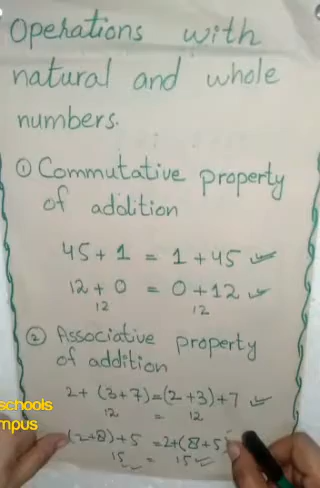 Operations with
natural and whole
numbers.
① Commutative property
of addition
45 + 1 = 1 + 45
12 + 0 = 0 + 12
12 12
② Associative property
of addition
2 + (3+7) = (2+3)+7
12 = 12
(2+8)+5 = 2+(8+5)
15 = 15
schools
mpus